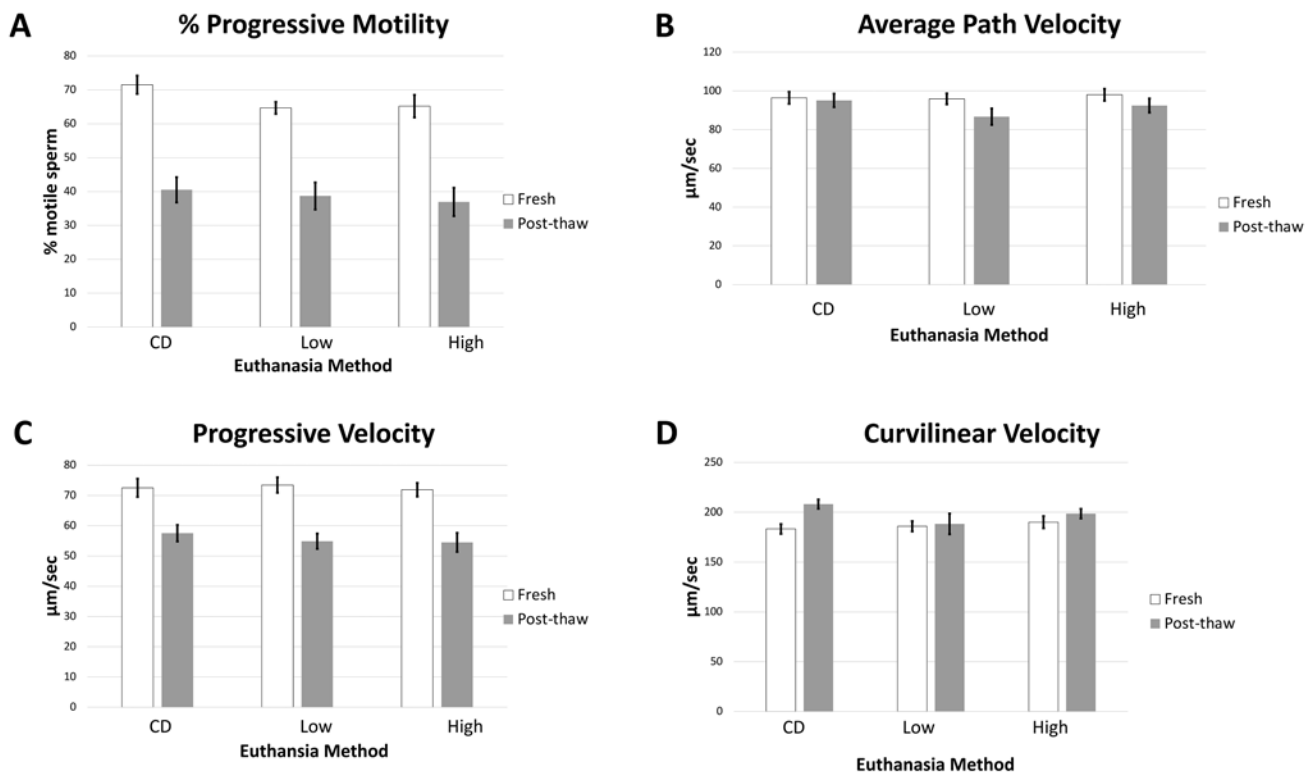 A
% Progressive Motility
80
70
60
50
40
30
20
10
0
% motile sperm
CD Low High
Euthanasia Method
Fresh
Post-thaw
B
Average Path Velocity
120
100
80
60
40
20
0
µm/sec
CD Low High
Euthanasia Method
Fresh
Post-thaw
C
Progressive Velocity
80
70
60
50
40
30
20
10
0
µm/sec
CD Low High
Euthansia Method
Fresh
Post-thaw
D
Curvilinear Velocity
250
200
150
100
50
0
µm/sec
CD Low High
Euthanasia Method
Fresh
Post-thaw